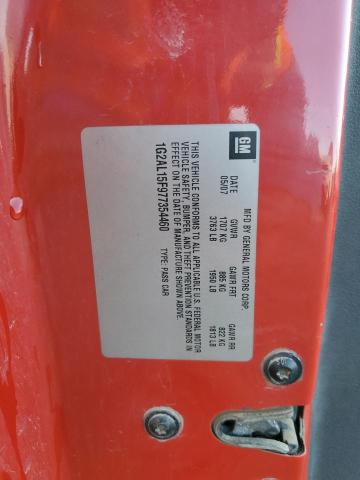 GM
MFD BY GENERAL MOTORS CORP.
DATE GVWR GAWR FRT GAWR RR
05/07 1707 KG 885 KG 822 KG
3763 LB 1950 LB 1813 LB
THIS VEHICLE CONFORMS TO ALL APPLICABLE U.S. FEDERAL MOTOR
VEHICLE SAFETY, BUMPER, AND THEFT PREVENTION STANDARDS IN
EFFECT ON THE DATE OF MANUFACTURE SHOWN ABOVE.
1G2AL15F977354460 TYPE: PASS CAR